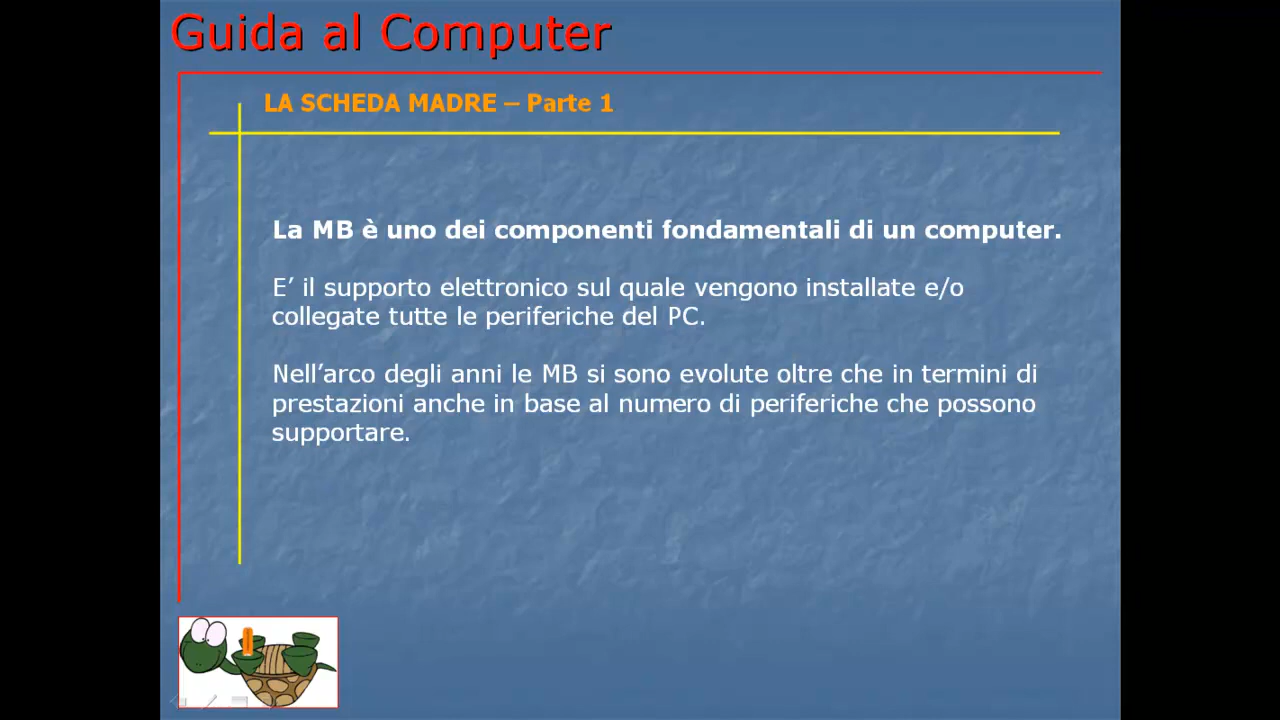 Guida al Computer
LA SCHEDA MADRE – Parte 1
La MB è uno dei componenti fondamentali di un computer.
E’ il supporto elettronico sul quale vengono installate e/o
collegate tutte le periferiche del PC.
Nell’arco degli anni le MB si sono evolute oltre che in termini di
prestazioni anche in base al numero di periferiche che possono
supportare.